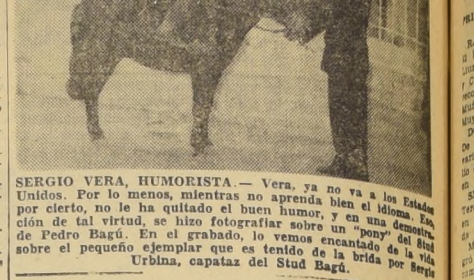 SERGIO VERA, HUMORISTA.— Vera, ya no va a los Estados
Unidos. Por lo menos, mientras no aprenda bien el idioma. Eso,
por cierto, no le ha quitado el buen humor, y en una demostra-
ción de tal virtud, se hizo fotografiar sobre un "pony" del Stud
de Pedro Bagú. En el grabado, lo vemos encantado de la vida
sobre el pequeño ejemplar que es tenido de la brida por Sergio
Urbina, capataz del Stud Bagú.